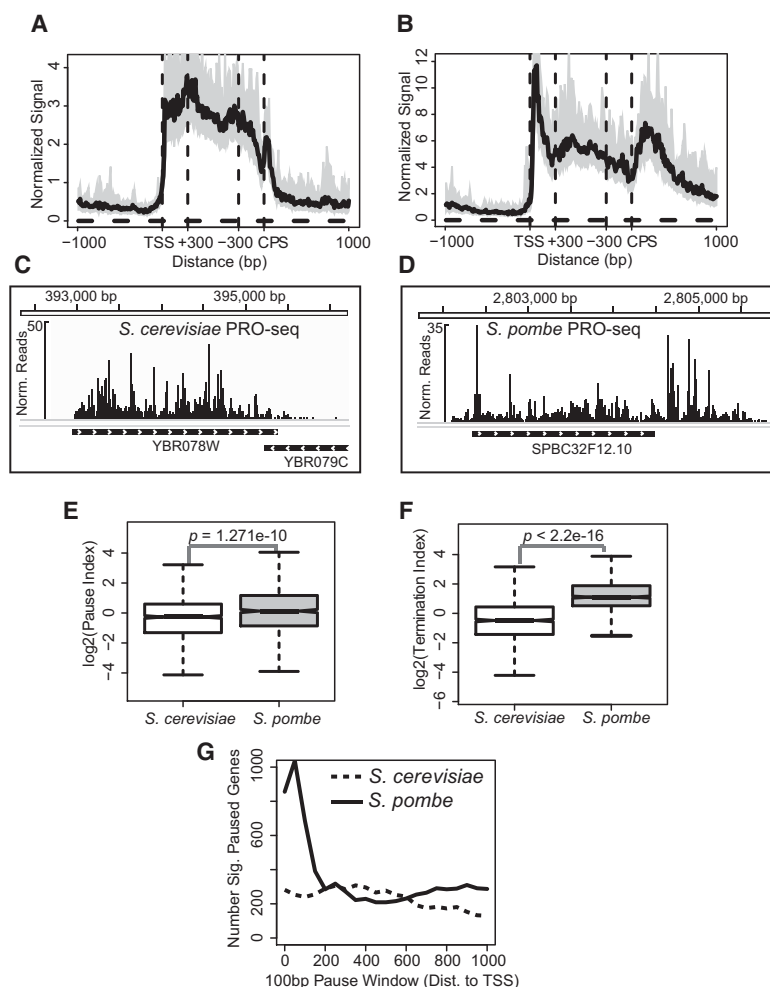 A
Normalized Signal
4
3
2
1
0
−1000
TSS
+300
−300
CPS
1000
Distance (bp)
B
Normalized Signal
12
10
8
6
4
2
0
−1000
TSS
+300
−300
CPS
1000
Distance (bp)
C
393,000 bp
395,000 bp
50
S. cerevisiae PRO-seq
Norm. Reads
YBR078W
YBR079C
D
2,803,000 bp
2,805,000 bp
35
S. pombe PRO-seq
Norm. Reads
SPBC32F12.10
E
p = 1.271e-10
log2(Pause Index)
4
2
0
−2
−4
S. cerevisiae
S. pombe
F
p < 2.2e-16
log2(Termination Index)
4
2
0
−2
−4
−6
S. cerevisiae
S. pombe
G
Number Sig. Paused Genes
1000
600
200
0
S. cerevisiae
S. pombe
0
200
400
600
800
1000
100bp Pause Window (Dist. to TSS)